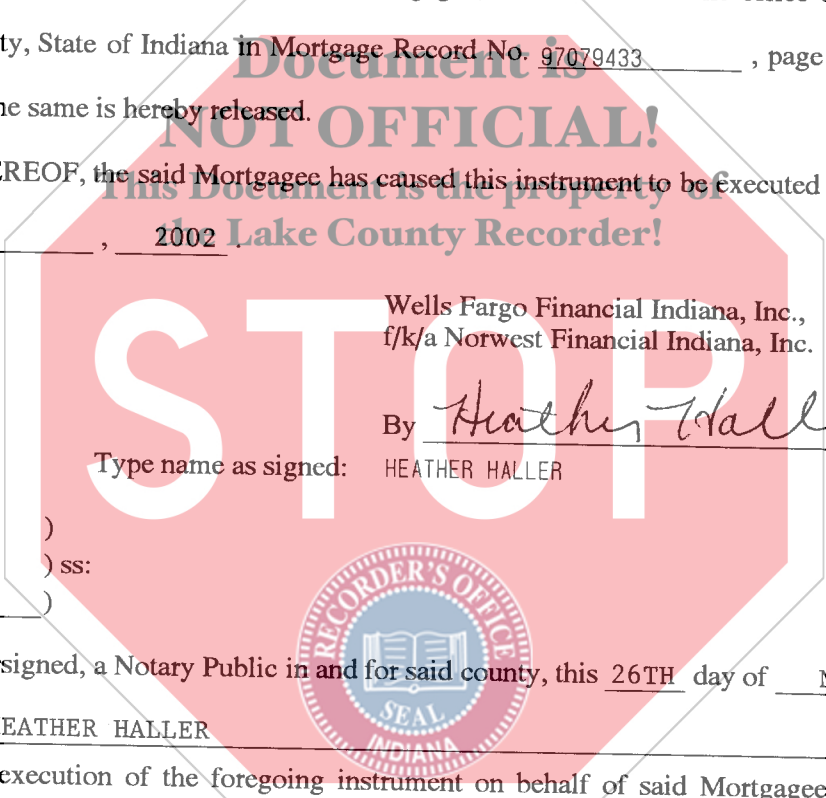 ty, State of Indiana in Mortgage Record No. 97079433 , page
Document is
ne same is hereby released.
NOT OFFICIAL!
EREOF, the said Mortgagee has caused this instrument to be executed
This Document is the property of
, 2002 .
the Lake County Recorder!
STOP
Wells Fargo Financial Indiana, Inc.,
f/k/a Norwest Financial Indiana, Inc.
By Heather Hall
Type name as signed: HEATHER HALLER
)
) ss:
)
RECORDER'S OFFICE
SEAL
INDIANA
rsigned, a Notary Public in and for said county, this 26TH day of
EATHER HALLER
execution of the foregoing instrument on behalf of said Mortgagee